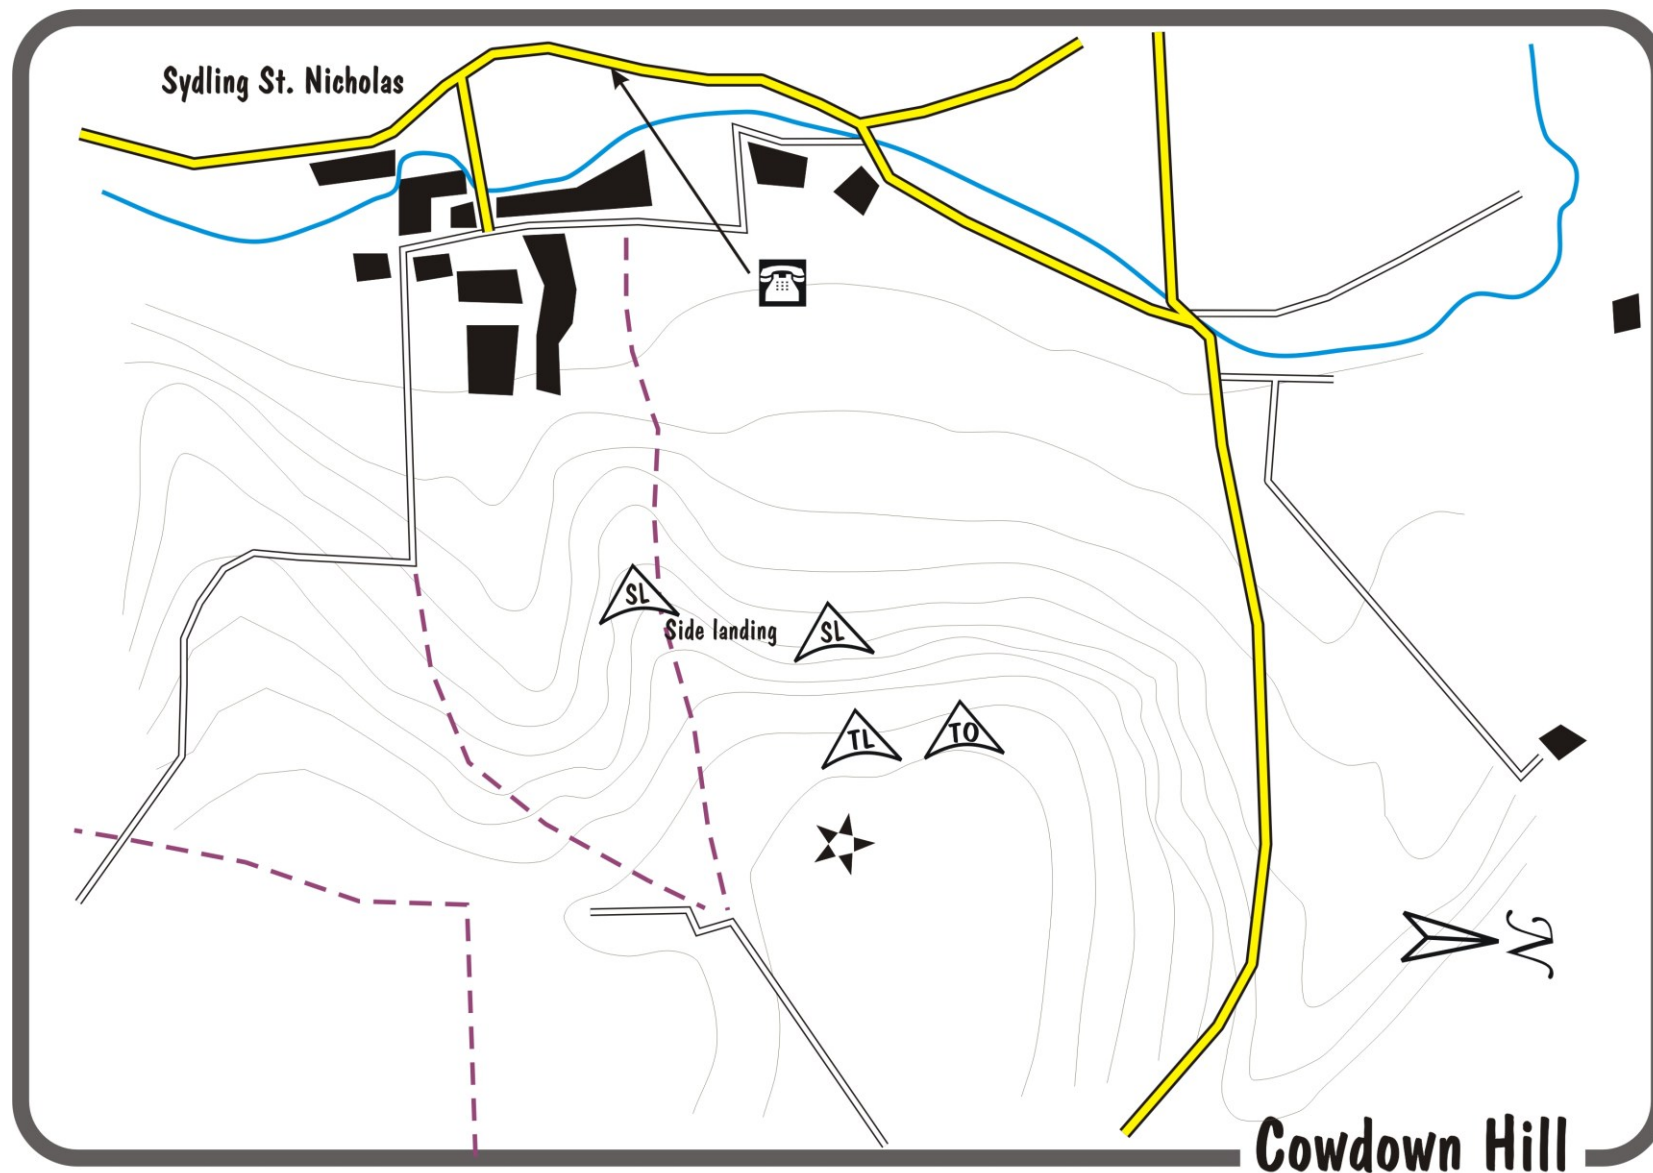 Sydling St. Nicholas
SL
Side landing
SL
TL
TO
N
Cowdown Hill